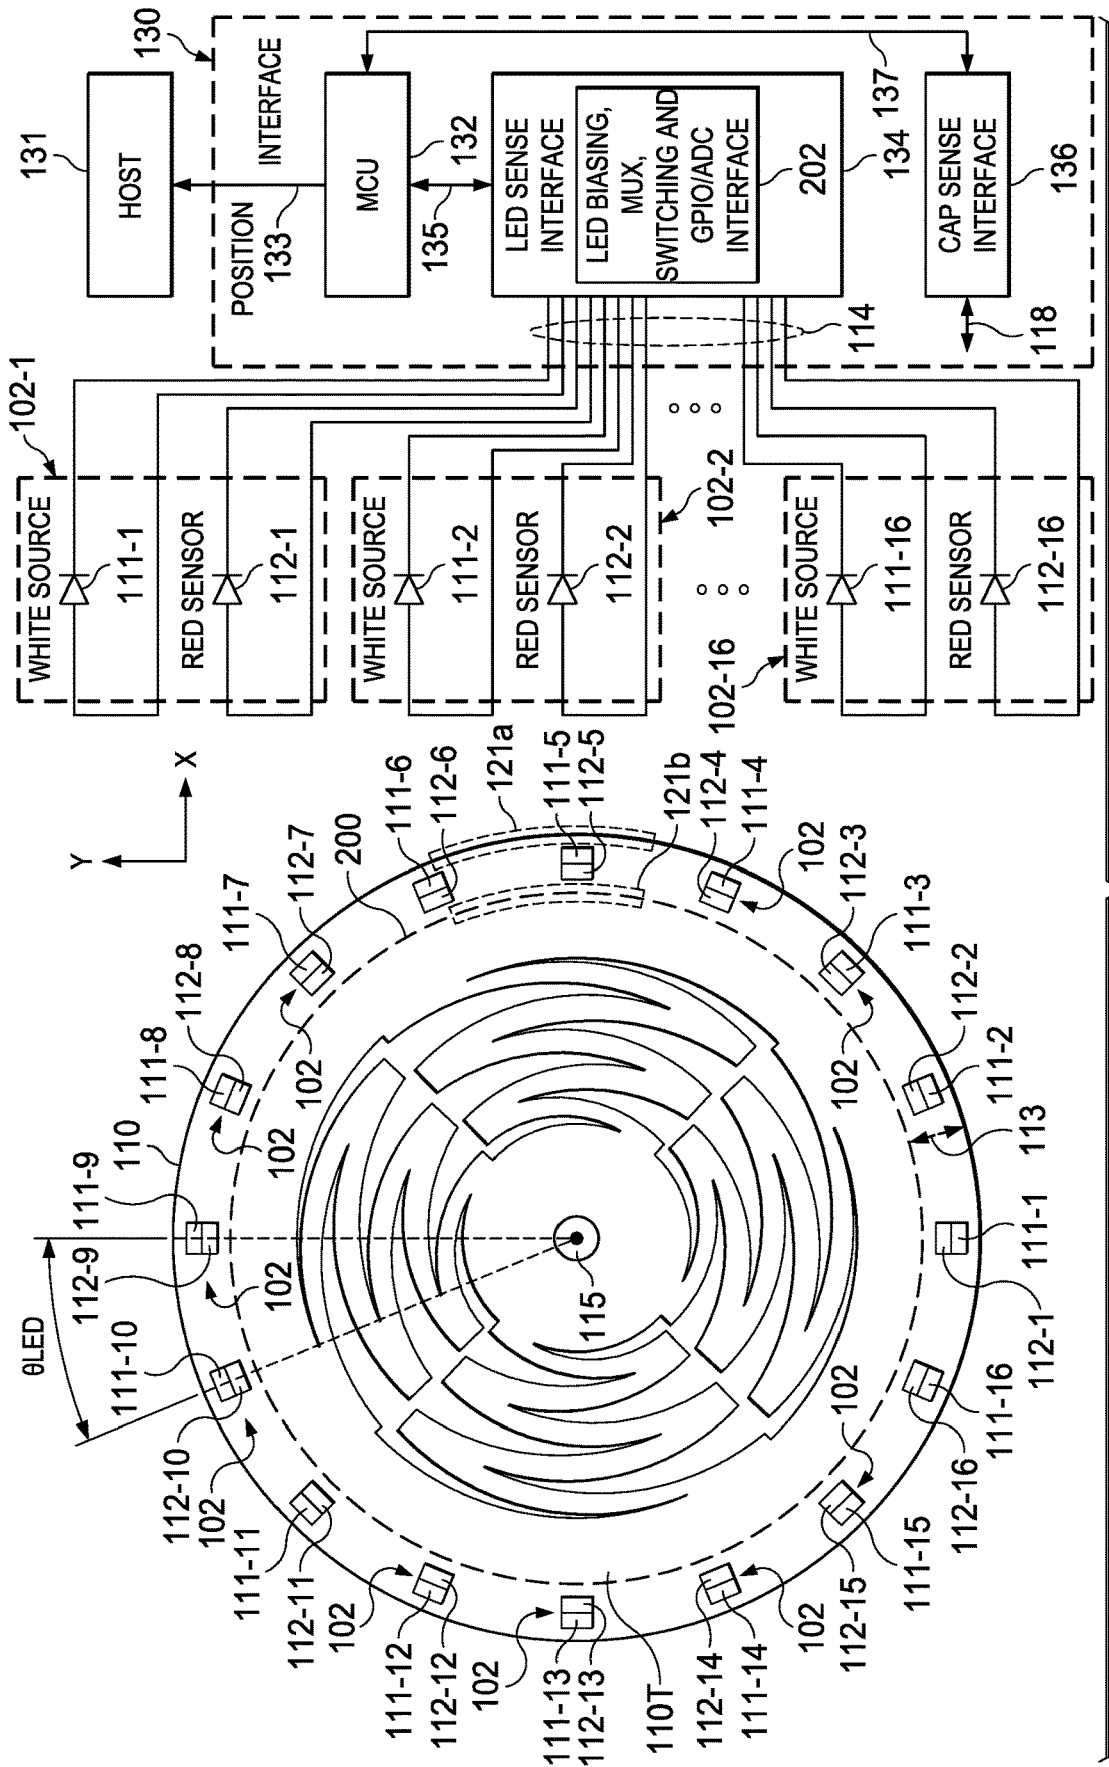 131
HOST
130
POSITION
INTERFACE
133
MCU
132
135
LED SENSE
INTERFACE
LED BIASING,
MUX,
SWITCHING AND
GPIO/ADC
INTERFACE
202
134
137
CAP SENSE
INTERFACE
136
118
114
102-1
WHITE SOURCE
111-1
RED SENSOR
112-1
WHITE SOURCE
111-2
RED SENSOR
112-2
102-2
102-16
WHITE SOURCE
111-16
RED SENSOR
112-16
Y
X
θLED
110
200
121a
121b
111-6
112-6
111-5
112-5
112-4
111-4
102
112-3
111-3
102
112-2
111-2
113
111-1
112-1
111-16
112-16
102
111-15
112-15
102
111-14
112-14
110T
111-13
112-13
102
111-12
112-12
102
111-11
112-11
102
112-10
111-10
102
112-9
111-9
102
111-8
112-8
102
111-7
112-7
115